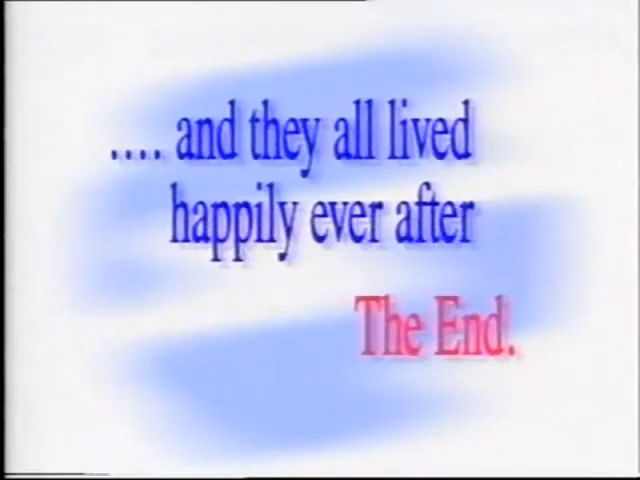 .... and they all lived
happily ever after
The End.